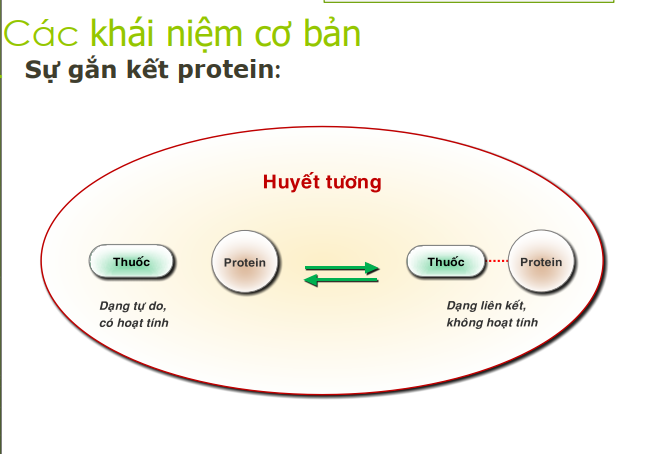 Các khái niệm cơ bản
Sự gắn kết protein:
Huyết tương
Thuốc
Protein
Thuốc
Protein
Dạng tự do,
có hoạt tính
Dạng liên kết,
không hoạt tính